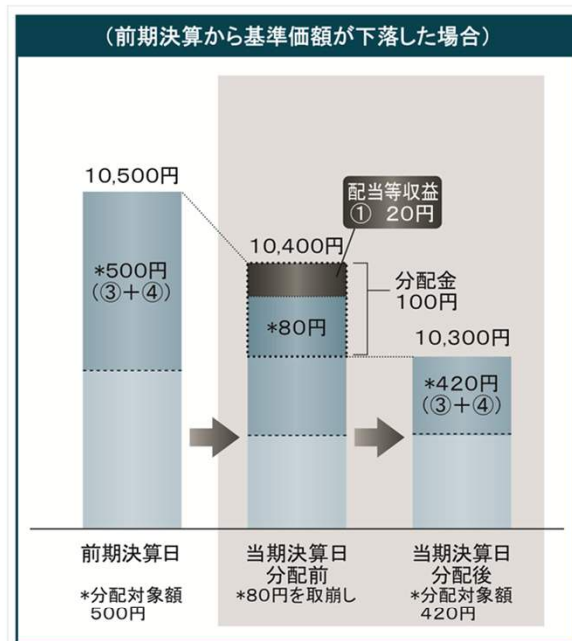 （前期決算から基準価額が下落した場合）
10,500円
*500円
（③＋④）
配当等収益
① 20円
10,400円
*80円
分配金
100円
10,300円
*420円
（③＋④）
前期決算日
*分配対象額
500円
当期決算日
分配前
*80円を取崩し
当期決算日
分配後
*分配対象額
420円